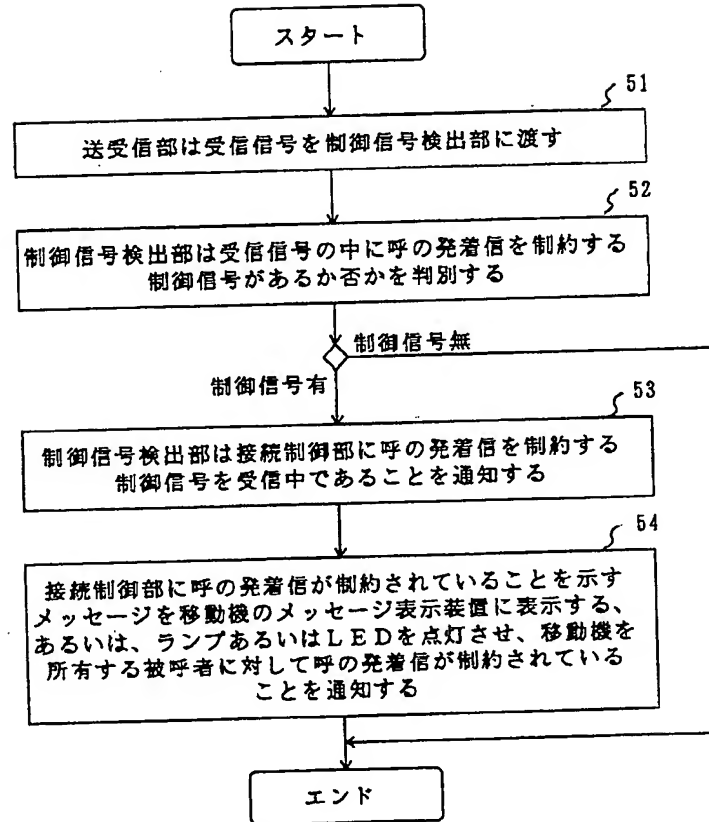 スタート
51
送受信部は受信信号を制御信号検出部に渡す
52
制御信号検出部は受信信号の中に呼の発着信を制約する
制御信号があるか否かを判別する
制御信号無
制御信号有
53
制御信号検出部は接続制御部に呼の発着信を制約する
制御信号を受信中であることを通知する
54
接続制御部に呼の発着信が制約されていることを示す
メッセージを移動機のメッセージ表示装置に表示する、
あるいは、ランプあるいはLEDを点灯させ、移動機を
所有する被呼者に対して呼の発着信が制約されている
ことを通知する
エンド